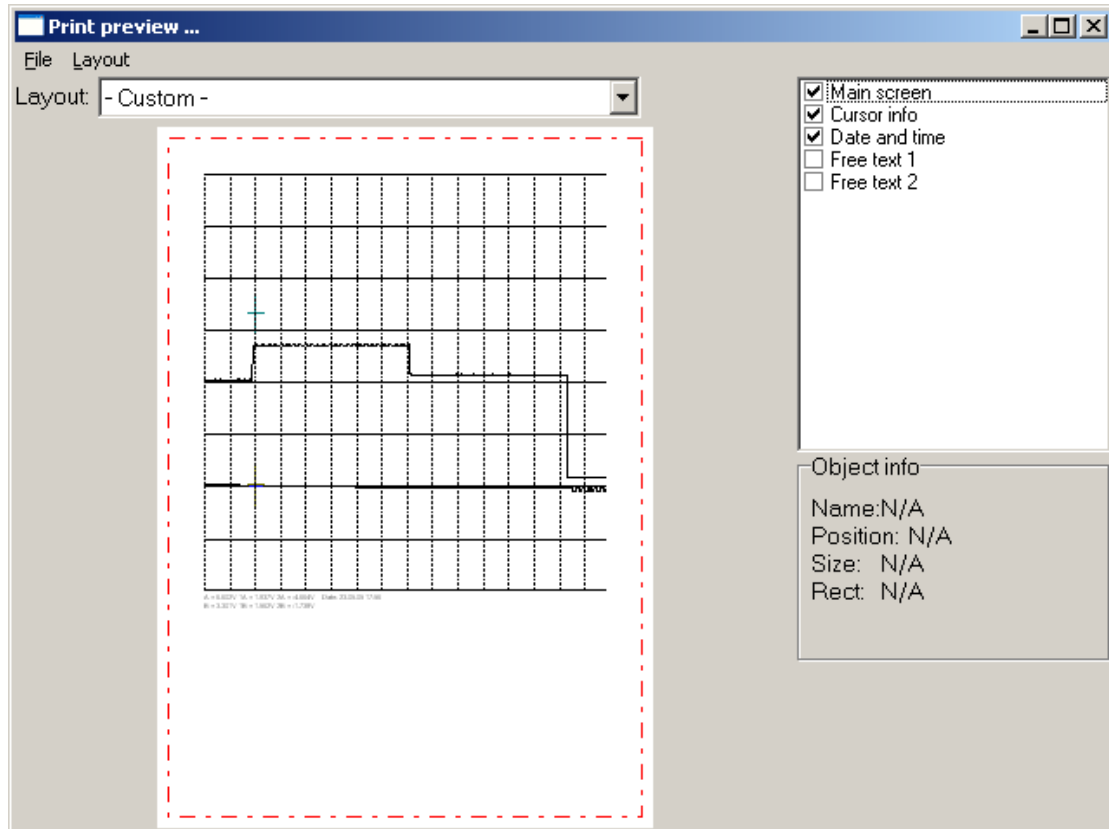 Print preview ...
File Layout
Layout: - Custom -
Main screen
Cursor info
Date and time
Free text 1
Free text 2
Object info
Name:N/A
Position: N/A
Size: N/A
Rect: N/A